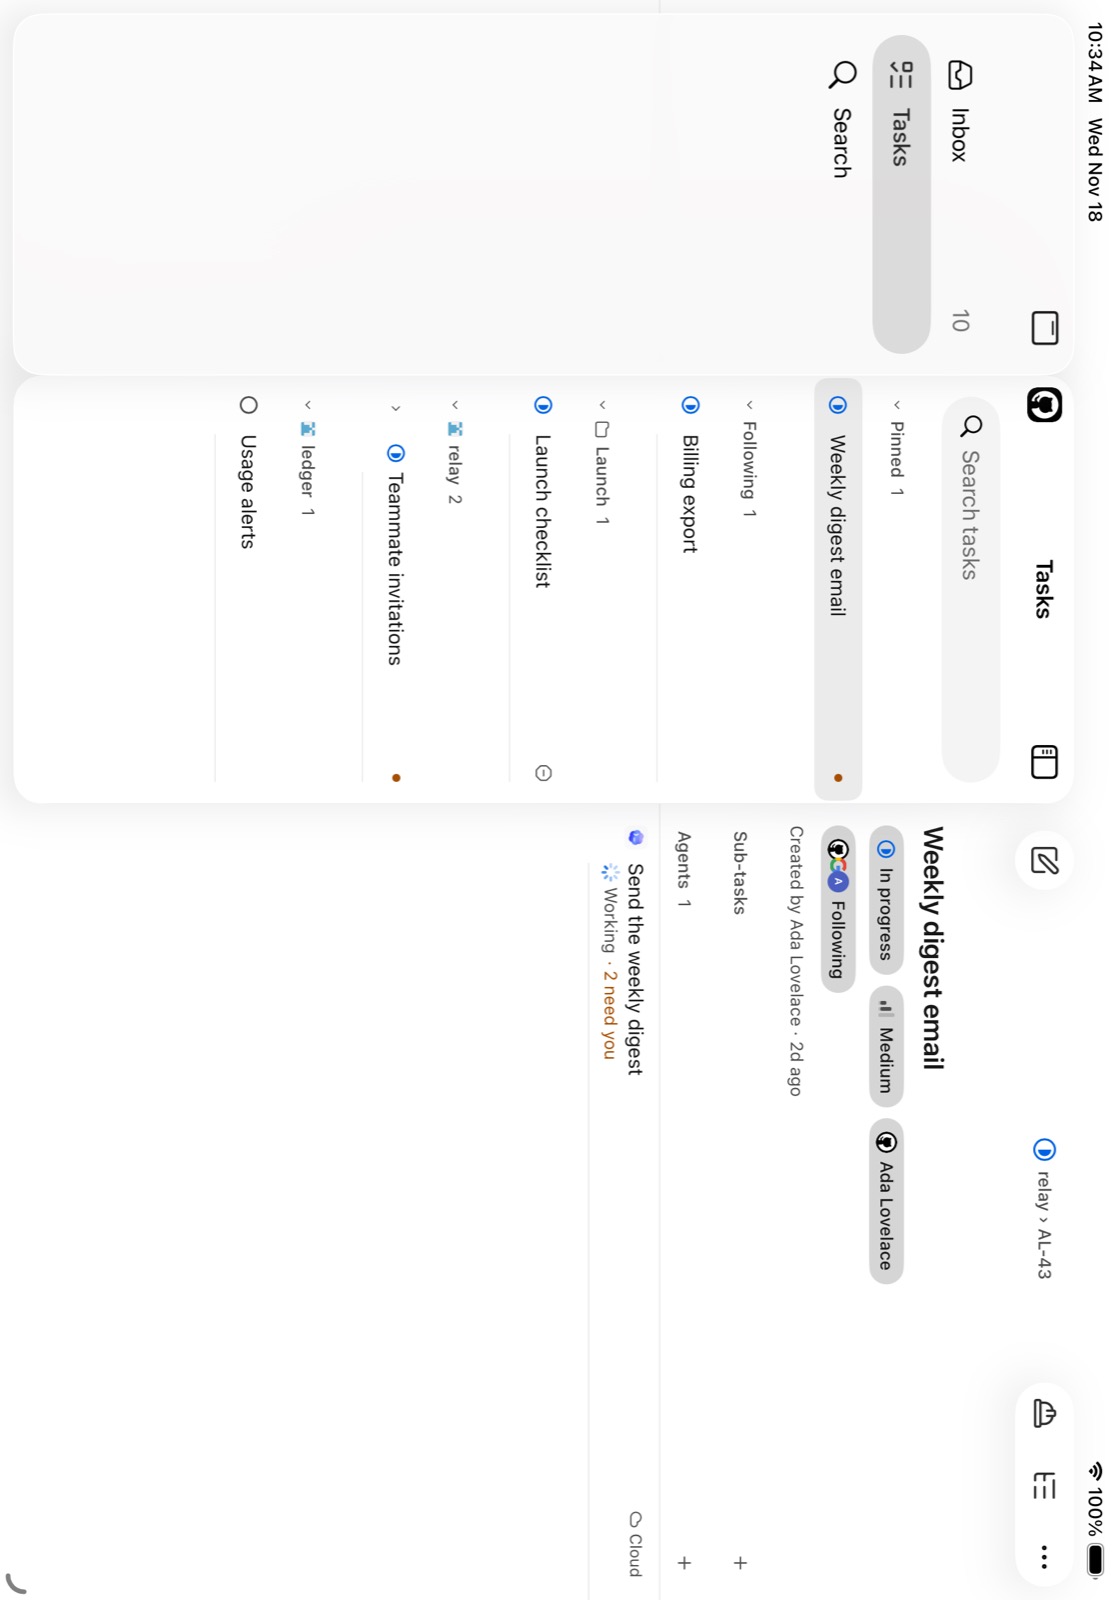 10:34 AM Wed Nov 18
100%
Inbox 10
Tasks
Search
Tasks
Search tasks
Pinned 1
Weekly digest email
Following 1
Billing export
Launch 1
Launch checklist
relay 2
Teammate invitations
ledger 1
Usage alerts
relay › AL-43
Weekly digest email
In progress
Medium
Ada Lovelace
A Following
Created by Ada Lovelace · 2d ago
Sub-tasks
Agents 1
Send the weekly digest
Cloud
Working · 2 need you